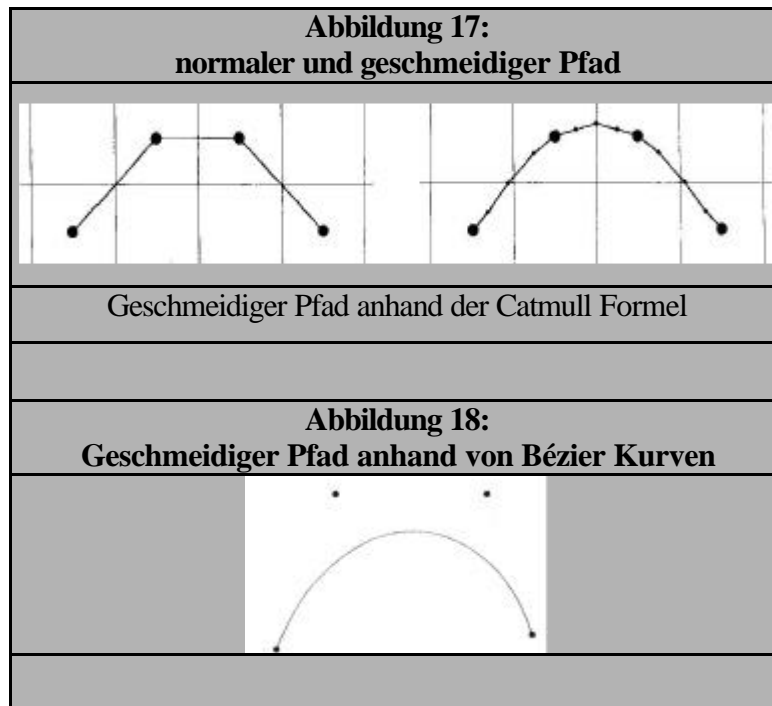 Abbildung 17:
normaler und geschmeidiger Pfad
Geschmeidiger Pfad anhand der Catmull Formel
Abbildung 18:
Geschmeidiger Pfad anhand von Bézier Kurven